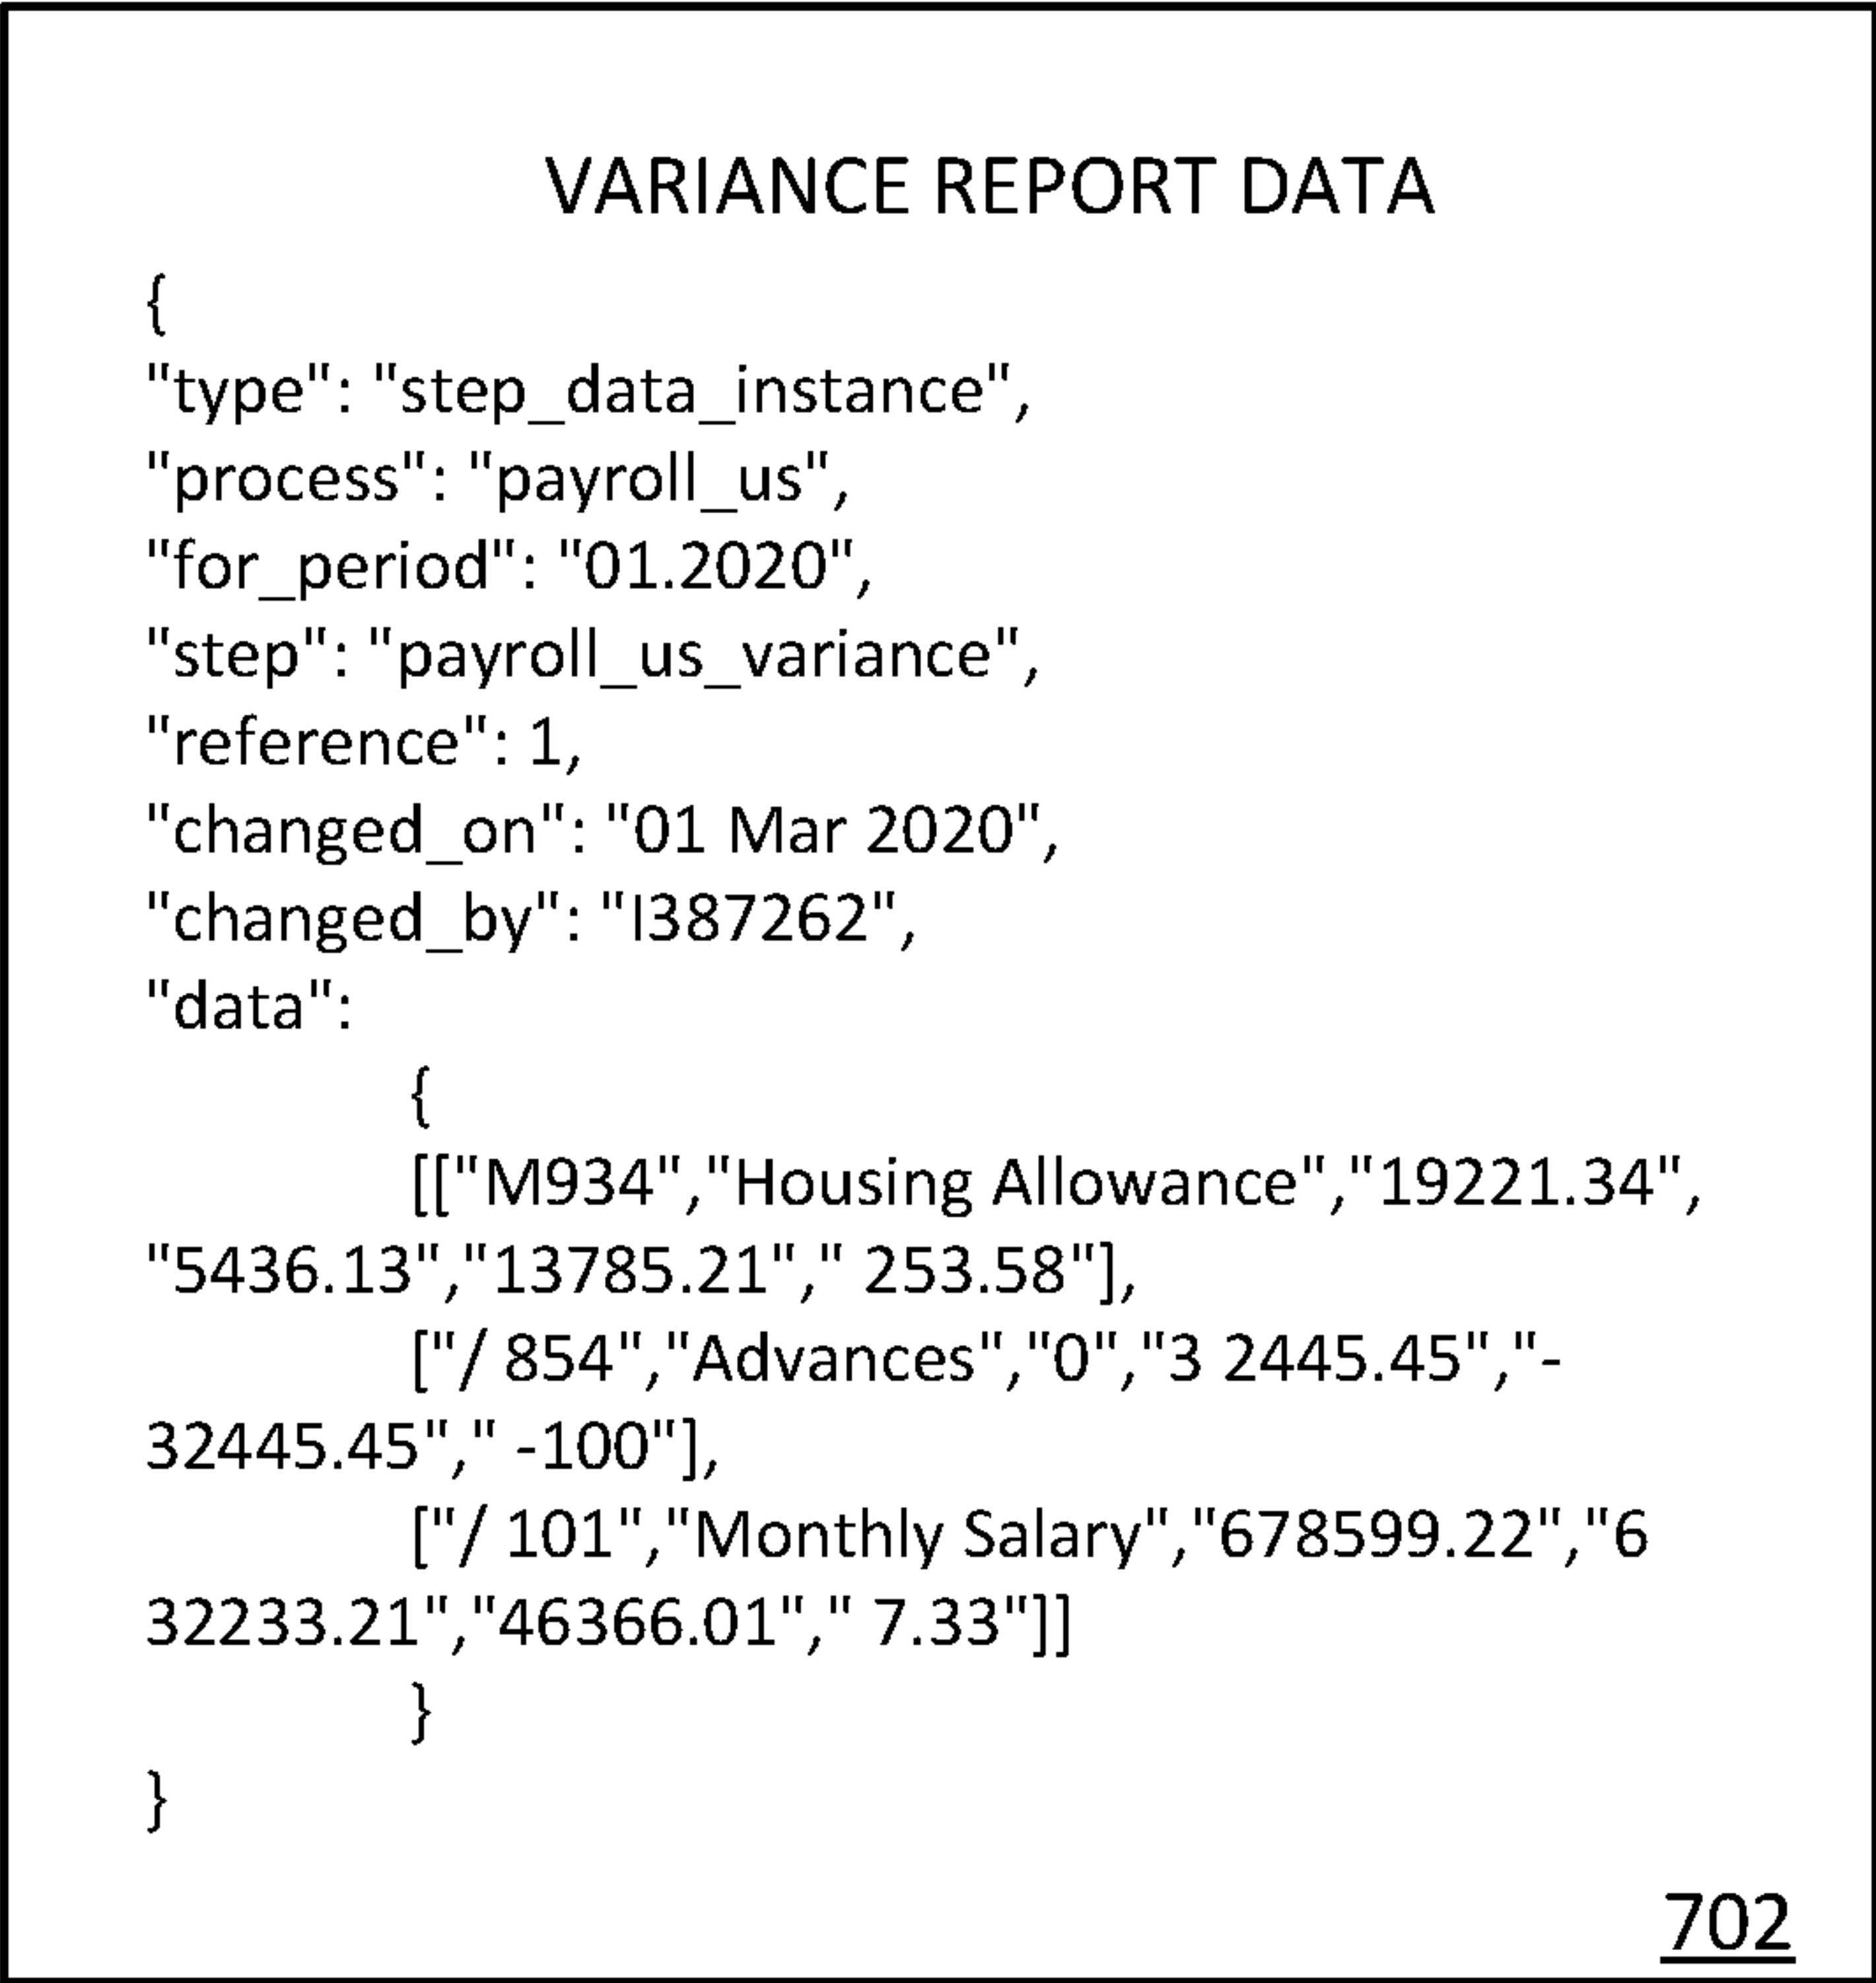 VARIANCE REPORT DATA
{
"type": "step_data_instance",
"process": "payroll_us",
"for_period": "01.2020",
"step": "payroll_us_variance",
"reference": 1,
"changed_on": "01 Mar 2020",
"changed_by": "I387262",
"data":
{
[["M934","Housing Allowance","19221.34",
"5436.13","13785.21"," 253.58"],
["/ 854","Advances","0","3 2445.45","-
32445.45"," -100"],
["/ 101","Monthly Salary","678599.22","6
32233.21","46366.01"," 7.33"]]
}
}
702